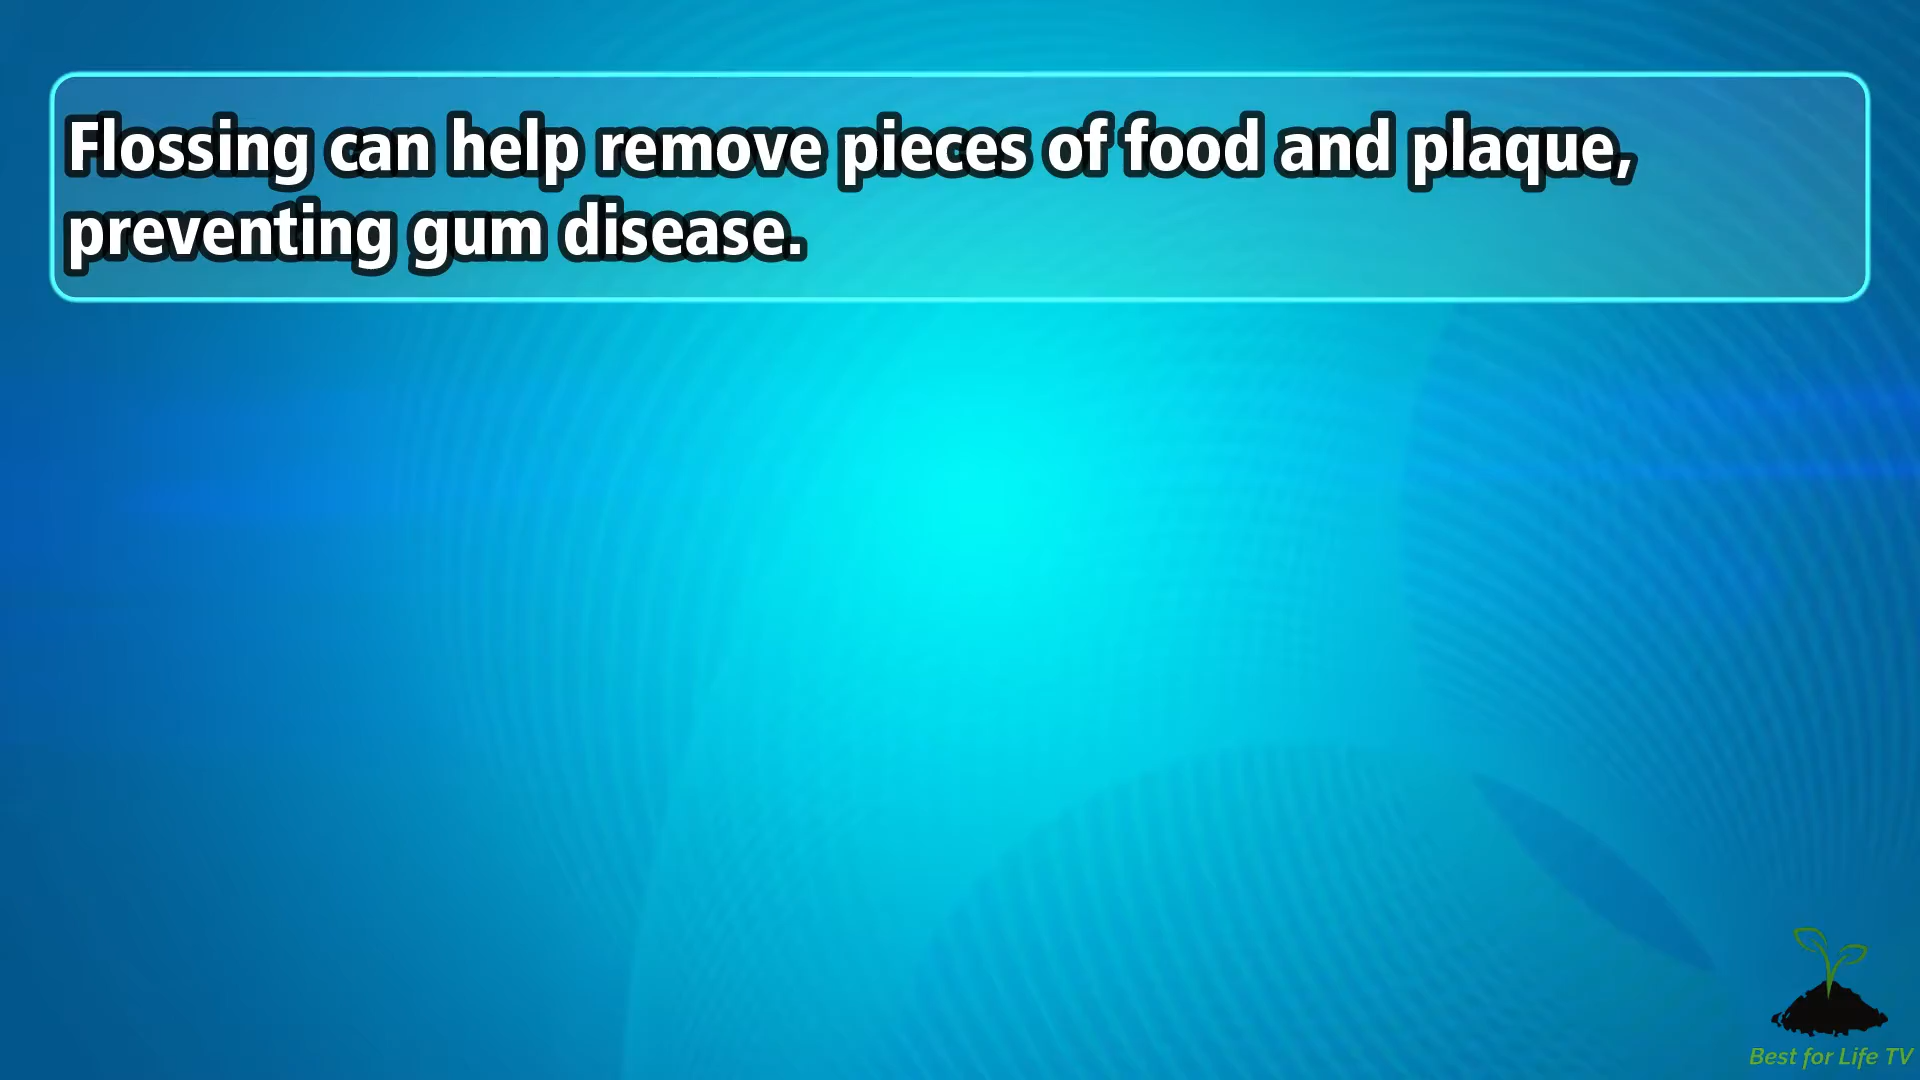 Flossing can help remove pieces of food and plaque,
preventing gum disease.
Best for Life TV